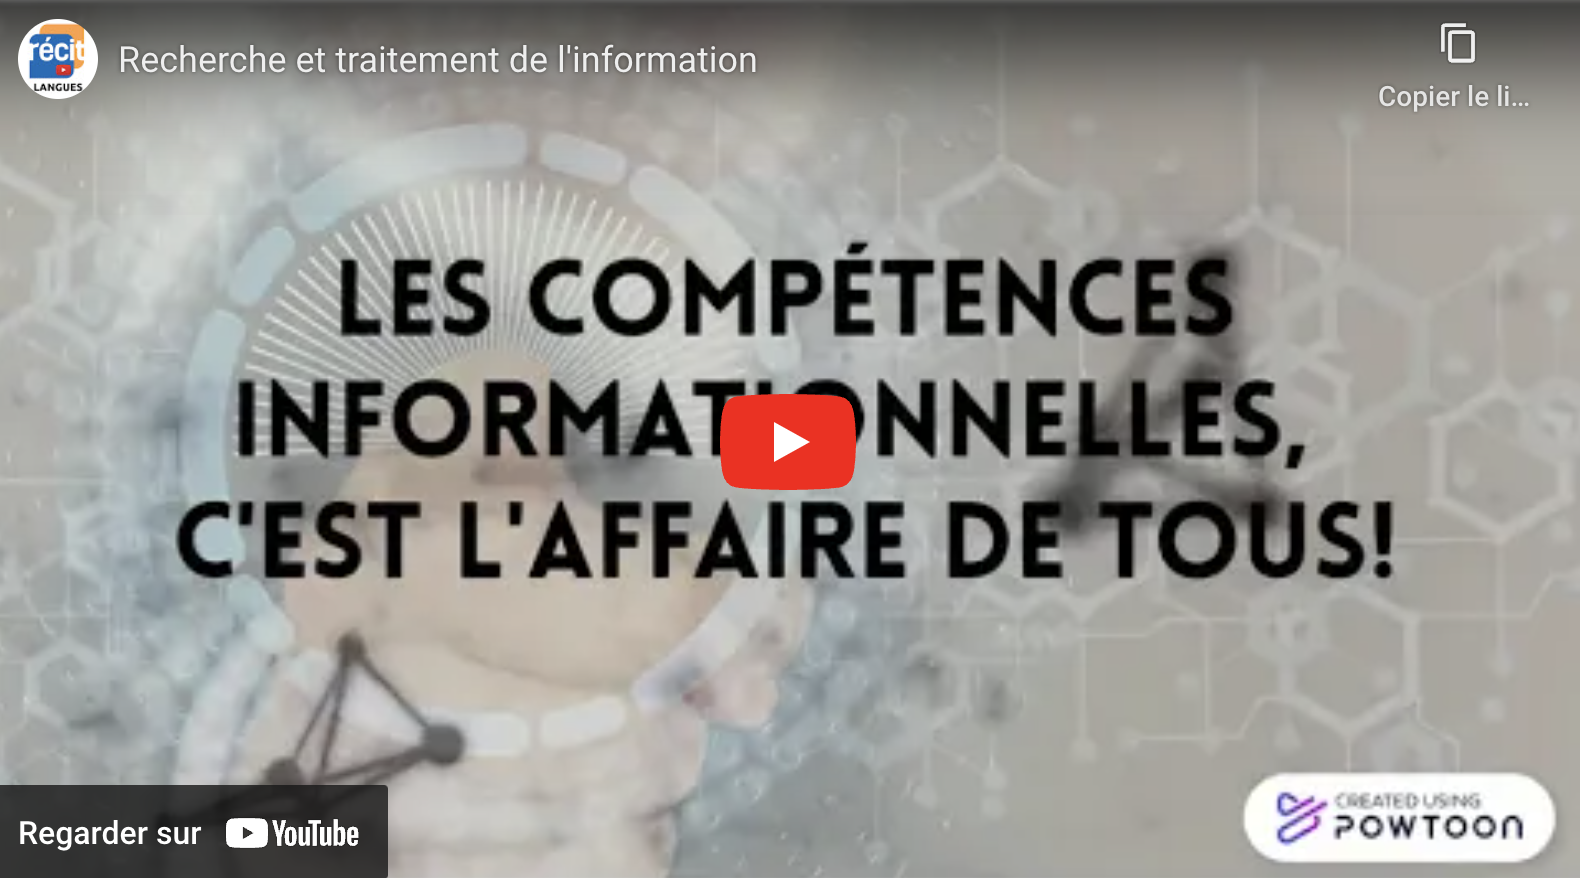 récit
LANGUES
Recherche et traitement de l'information
Copier le li...
LES COMPÉTENCES
INFORMATIONNELLES,
C'EST L'AFFAIRE DE TOUS!
Regarder sur YouTube
CREATED USING
POWTOON